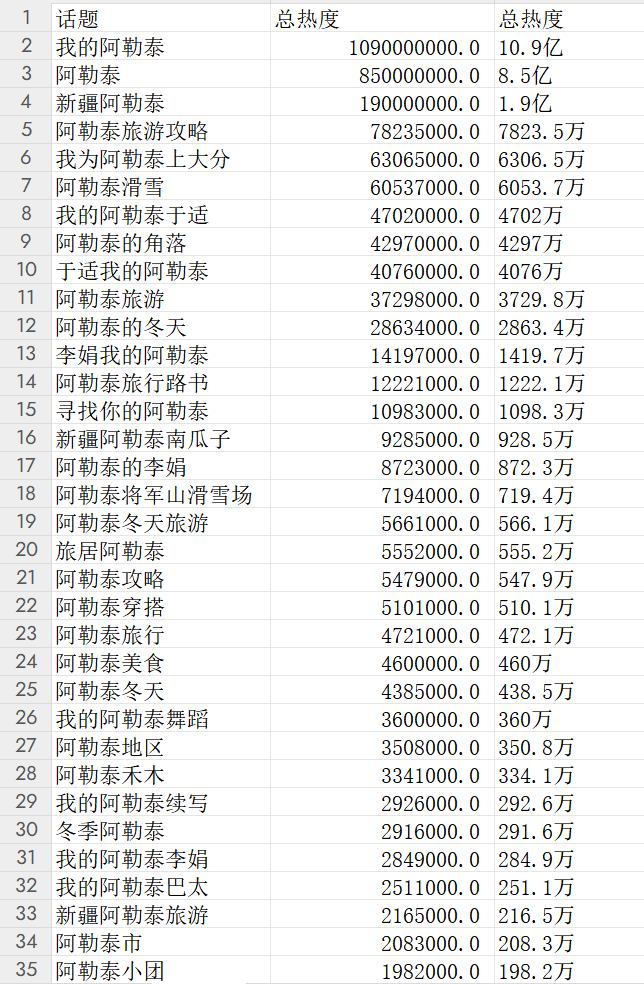 1 话题 总热度 总热度
2 我的阿勒泰 1090000000.0 10.9亿
3 阿勒泰 850000000.0 8.5亿
4 新疆阿勒泰 190000000.0 1.9亿
5 阿勒泰旅游攻略 78235000.0 7823.5万
6 我为阿勒泰上大分 63065000.0 6306.5万
7 阿勒泰滑雪 60537000.0 6053.7万
8 我的阿勒泰于适 47020000.0 4702万
9 阿勒泰的角落 42970000.0 4297万
10 于适我的阿勒泰 40760000.0 4076万
11 阿勒泰旅游 37298000.0 3729.8万
12 阿勒泰的冬天 28634000.0 2863.4万
13 李娟我的阿勒泰 14197000.0 1419.7万
14 阿勒泰旅行路书 12221000.0 1222.1万
15 寻找你的阿勒泰 10983000.0 1098.3万
16 新疆阿勒泰南瓜子 9285000.0 928.5万
17 阿勒泰的李娟 8723000.0 872.3万
18 阿勒泰将军山滑雪场 7194000.0 719.4万
19 阿勒泰冬天旅游 5661000.0 566.1万
20 旅居阿勒泰 5552000.0 555.2万
21 阿勒泰攻略 5479000.0 547.9万
22 阿勒泰穿搭 5101000.0 510.1万
23 阿勒泰旅行 4721000.0 472.1万
24 阿勒泰美食 4600000.0 460万
25 阿勒泰冬天 4385000.0 438.5万
26 我的阿勒泰舞蹈 3600000.0 360万
27 阿勒泰地区 3508000.0 350.8万
28 阿勒泰禾木 3341000.0 334.1万
29 我的阿勒泰续写 2926000.0 292.6万
30 冬季阿勒泰 2916000.0 291.6万
31 我的阿勒泰李娟 2849000.0 284.9万
32 我的阿勒泰巴太 2511000.0 251.1万
33 新疆阿勒泰旅游 2165000.0 216.5万
34 阿勒泰市 2083000.0 208.3万
35 阿勒泰小团 1982000.0 198.2万